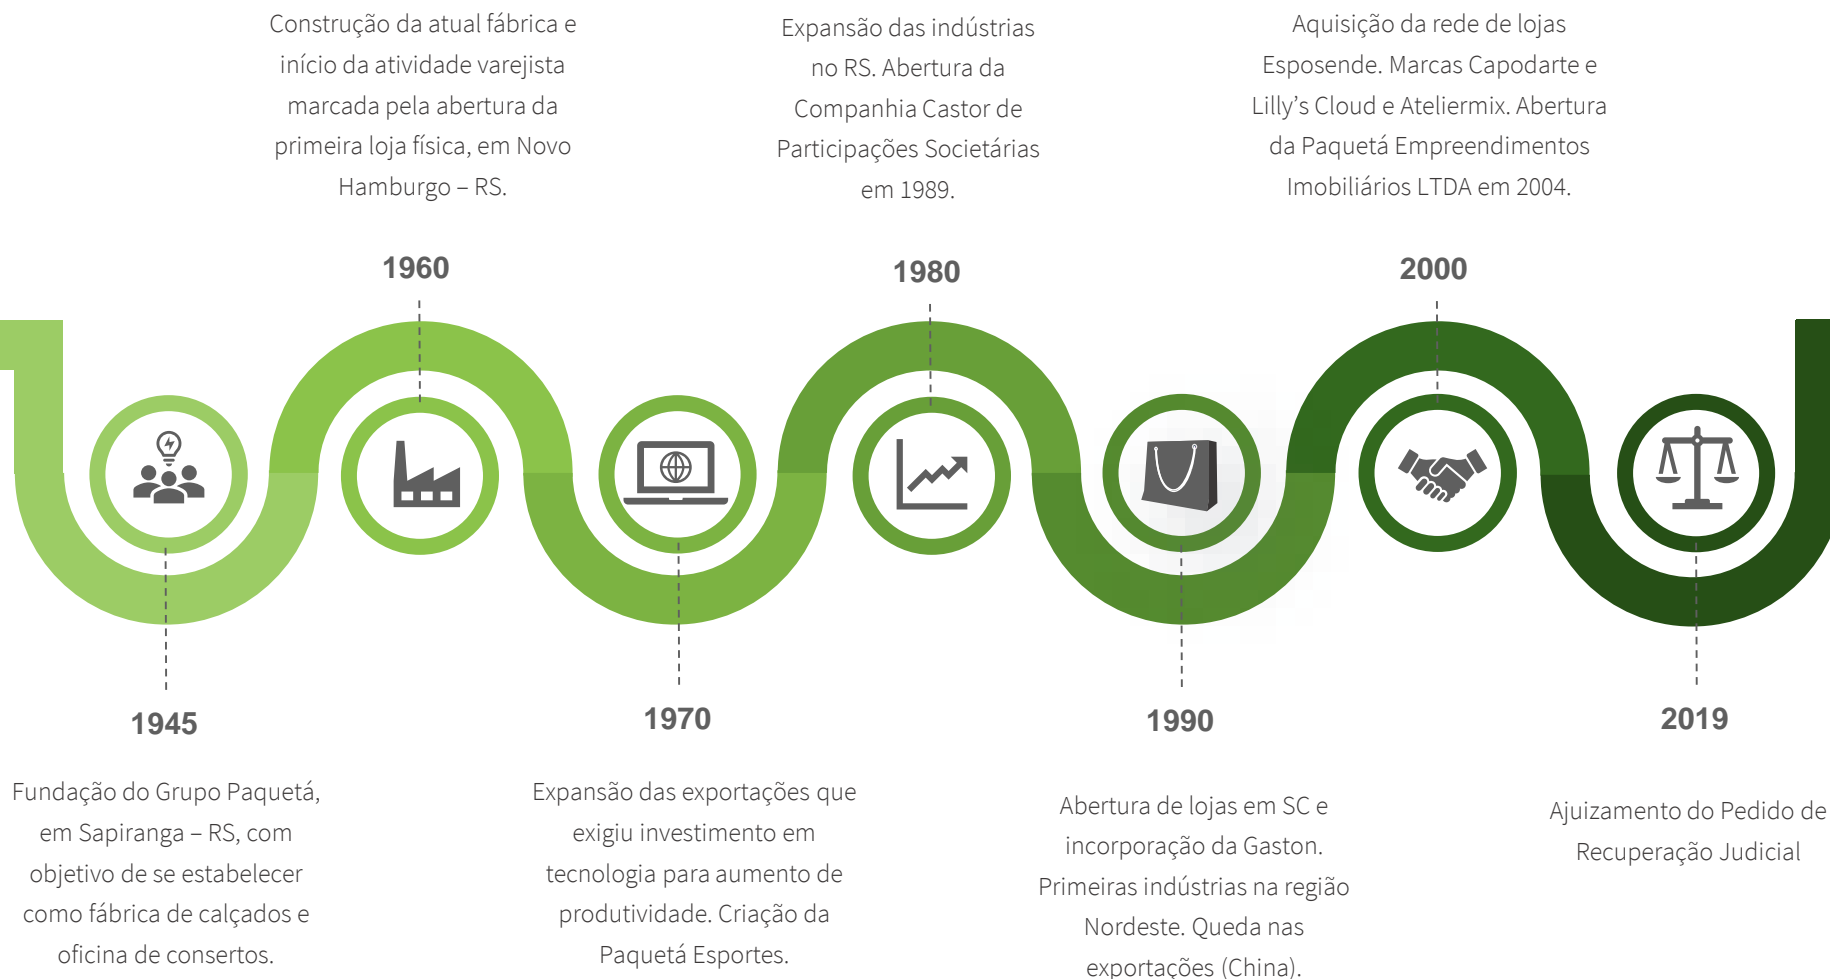 Construção da atual fábrica e
início da atividade varejista
marcada pela abertura da
primeira loja física, em Novo
Hamburgo – RS.
1960
Expansão das indústrias
no RS. Abertura da
Companhia Castor de
Participações Societárias
em 1989.
1980
Aquisição da rede de lojas
Esposende. Marcas Capodarte e
Lilly's Cloud e Ateliermix. Abertura
da Paquetá Empreendimentos
Imobiliários LTDA em 2004.
2000
1945
Fundação do Grupo Paquetá,
em Sapiranga – RS, com
objetivo de se estabelecer
como fábrica de calçados e
oficina de consertos.
1970
Expansão das exportações que
exigiu investimento em
tecnologia para aumento de
produtividade. Criação da
Paquetá Esportes.
1990
Abertura de lojas em SC e
incorporação da Gaston.
Primeiras indústrias na região
Nordeste. Queda nas
exportações (China).
2019
Ajuizamento do Pedido de
Recuperação Judicial